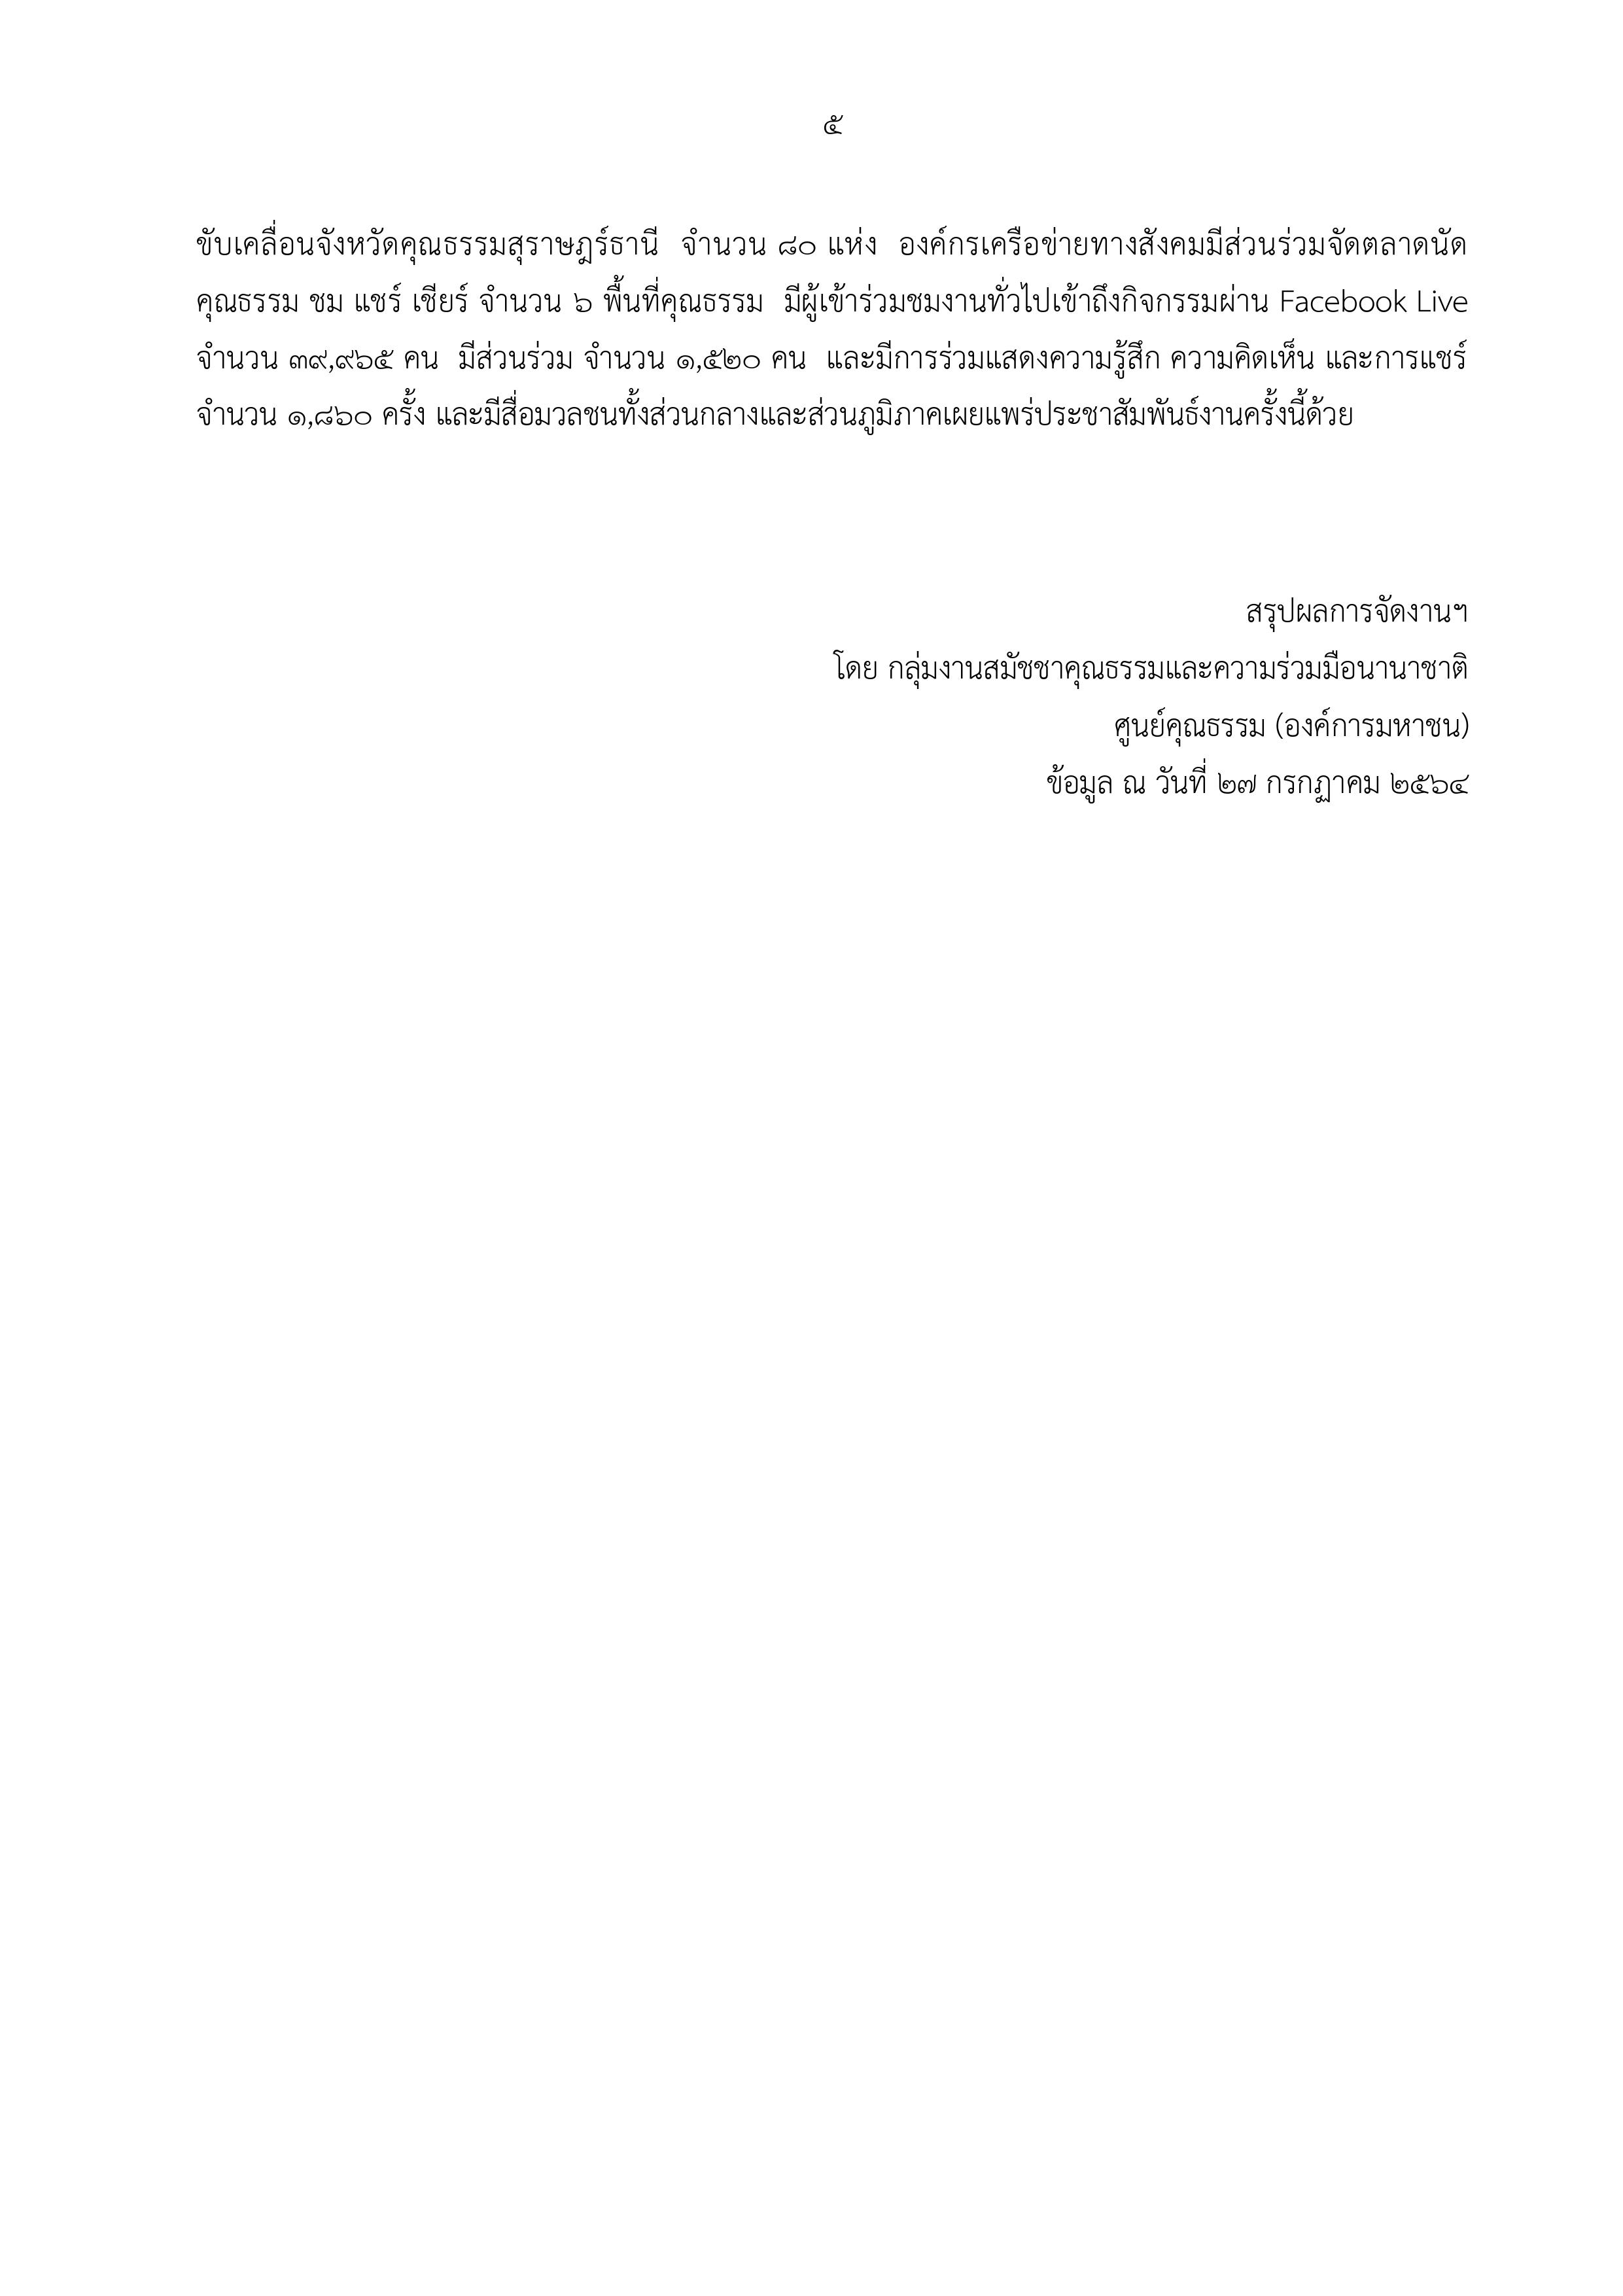 ๕
ขับเคลื่อนจังหวัดคุณธรรมสุราษฎร์ธานี จำนวน ๘๐ แห่ง องค์กรเครือข่ายทางสังคมมีส่วนร่วมจัดตลาดนัด
คุณธรรม ชม แชร์ เชียร์ จำนวน ๖ พื้นที่คุณธรรม มีผู้เข้าร่วมชมงานทั่วไปเข้าถึงกิจกรรมผ่าน Facebook Live
จำนวน ๓๙,๙๖๕ คน มีส่วนร่วม จำนวน ๑,๕๒๐ คน และมีการร่วมแสดงความรู้สึก ความคิดเห็น และการแชร์
จำนวน ๑,๘๖๐ ครั้ง และมีสื่อมวลชนทั้งส่วนกลางและส่วนภูมิภาคเผยแพร่ประชาสัมพันธ์งานครั้งนี้ด้วย
สรุปผลการจัดงานฯ
โดย กลุ่มงานสมัชชาคุณธรรมและความร่วมมือนานาชาติ
ศูนย์คุณธรรม (องค์การมหาชน)
ข้อมูล ณ วันที่ ๒๗ กรกฏาคม ๒๕๖๔